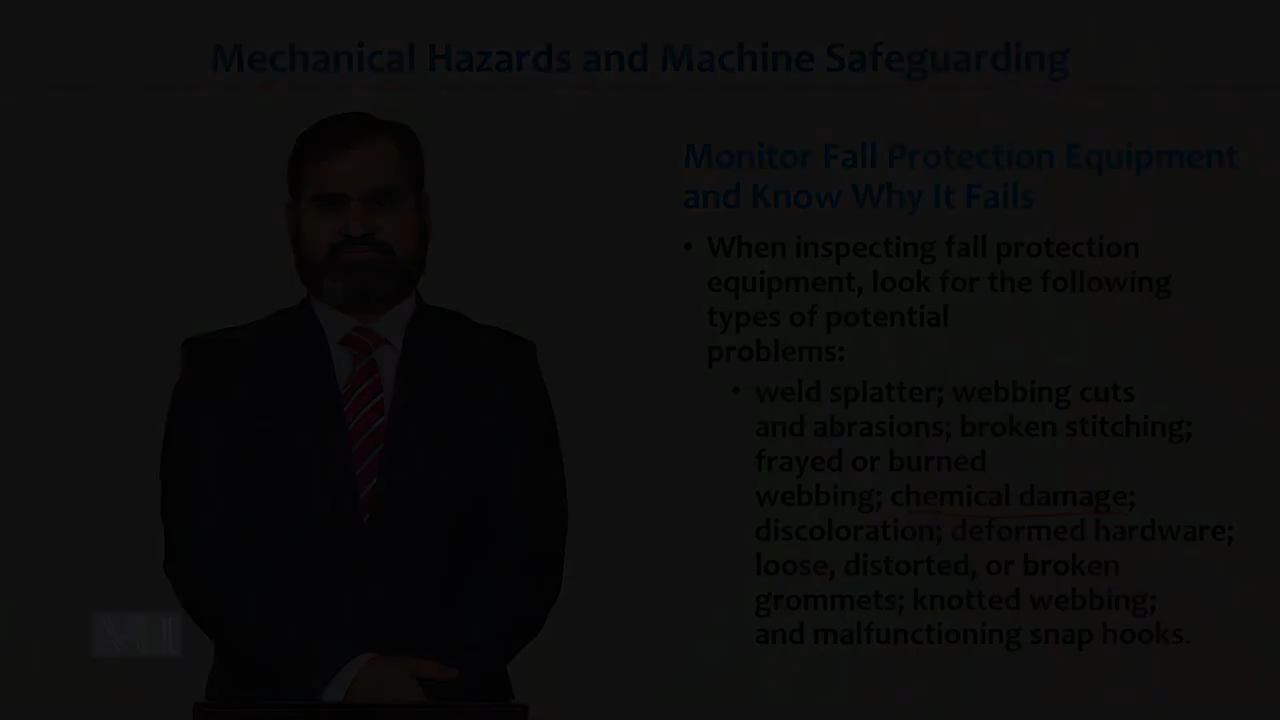 Mechanical Hazards and Machine Safeguarding
Monitor Fall Protection Equipment
and Know Why It Fails
• When inspecting fall protection
equipment, look for the following
types of potential
problems:
• weld splatter; webbing cuts
and abrasions; broken stitching;
frayed or burned
webbing; chemical damage;
discoloration; deformed hardware;
loose, distorted, or broken
grommets; knotted webbing;
and malfunctioning snap hooks.
VU